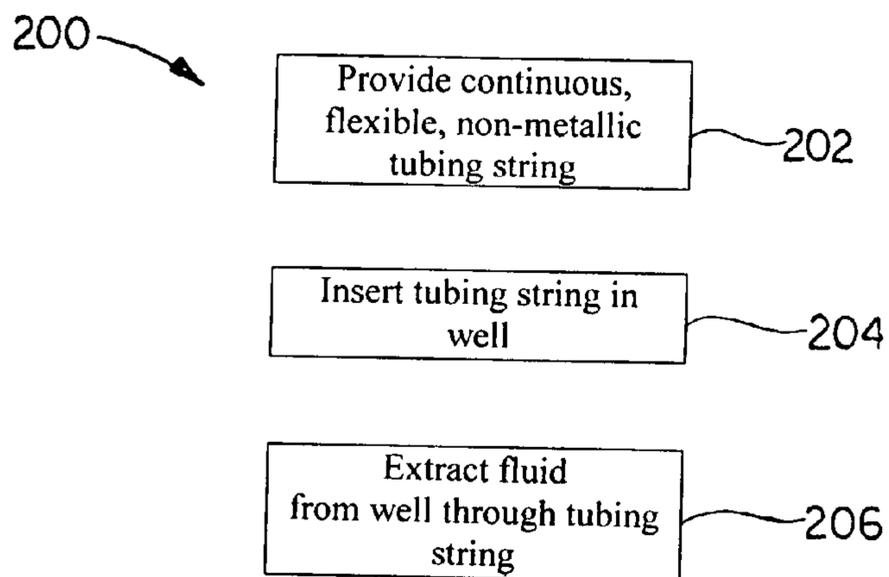 200
Provide continuous,
flexible, non-metallic
tubing string
202
Insert tubing string in
well
204
Extract fluid
from well through tubing
string
206